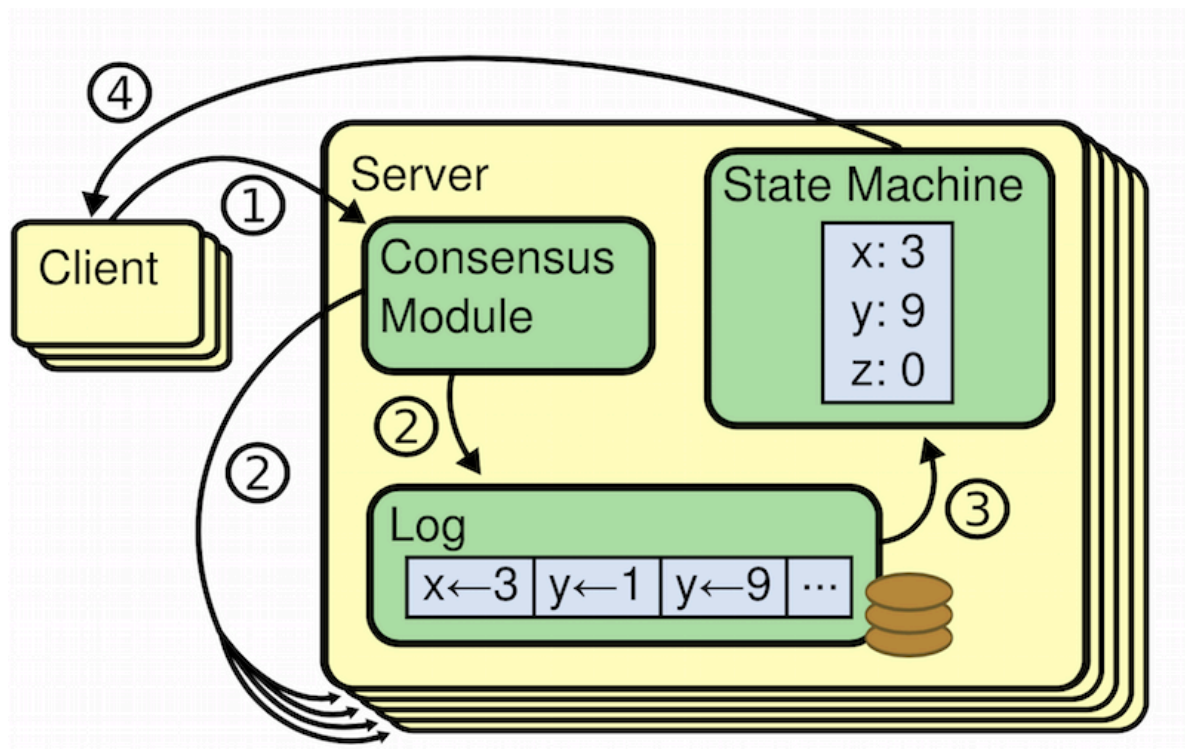 ④
①
Server
State Machine
Client
Consensus
Module
x: 3
y: 9
z: 0
②
②
③
Log
x←3 y←1 y←9 ...